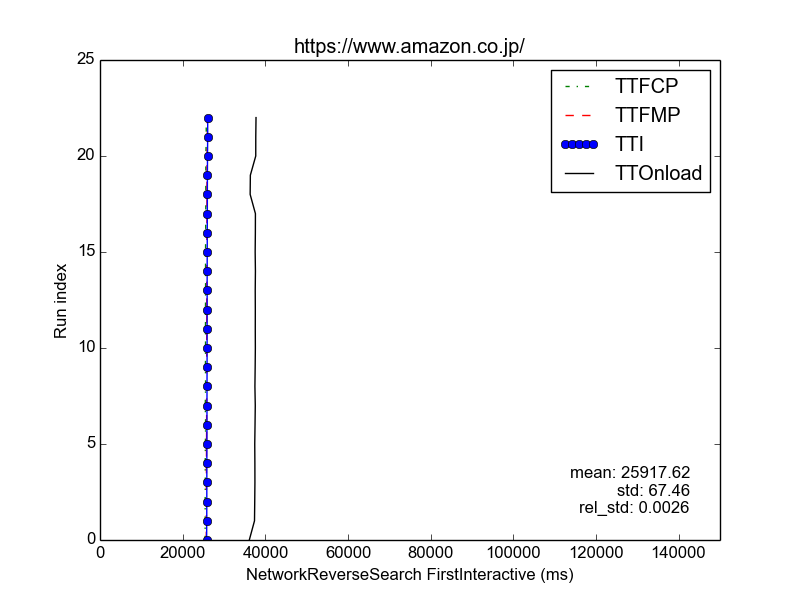 https://www.amazon.co.jp/
25
20
15
10
5
0
Run index
TTFCP
TTFMP
TTI
TTOnload
mean: 25917.62
std: 67.46
rel_std: 0.0026
0 20000 40000 60000 80000 100000 120000 140000
NetworkReverseSearch FirstInteractive (ms)